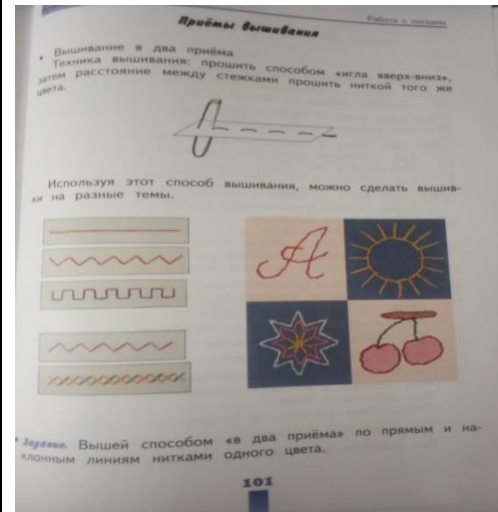 Работа с нитками
Приёмы вышивания
• Вышивание в два приёма
Техника вышивания: прошить способом «игла вверх-вниз»,
затем расстояние между стежками прошить ниткой того же
цвета.
Используя этот способ вышивания, можно сделать вышив-
ки на разные темы.
А
• Задание. Вышей способом «в два приёма» по прямым и на-
клонным линиям нитками одного цвета.
101